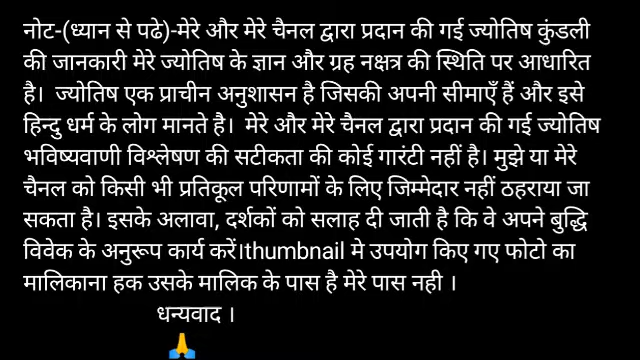 नोट-(ध्यान से पढे)-मेरे और मेरे चैनल द्वारा प्रदान की गई ज्योतिष कुंडली
की जानकारी मेरे ज्योतिष के ज्ञान और ग्रह नक्षत्र की स्थिति पर आधारित
है। ज्योतिष एक प्राचीन अनुशासन है जिसकी अपनी सीमाएँ हैं और इसे
हिन्दु धर्म के लोग मानते है। मेरे और मेरे चैनल द्वारा प्रदान की गई ज्योतिष
भविष्यवाणी विश्लेषण की सटीकता की कोई गारंटी नहीं है। मुझे या मेरे
चैनल को किसी भी प्रतिकूल परिणामों के लिए जिम्मेदार नहीं ठहराया जा
सकता है। इसके अलावा, दर्शकों को सलाह दी जाती है कि वे अपने बुद्धि
विवेक के अनुरूप कार्य करें।thumbnail मे उपयोग किए गए फोटो का
मालिकाना हक उसके मालिक के पास है मेरे पास नही ।
धन्यवाद ।
🙏